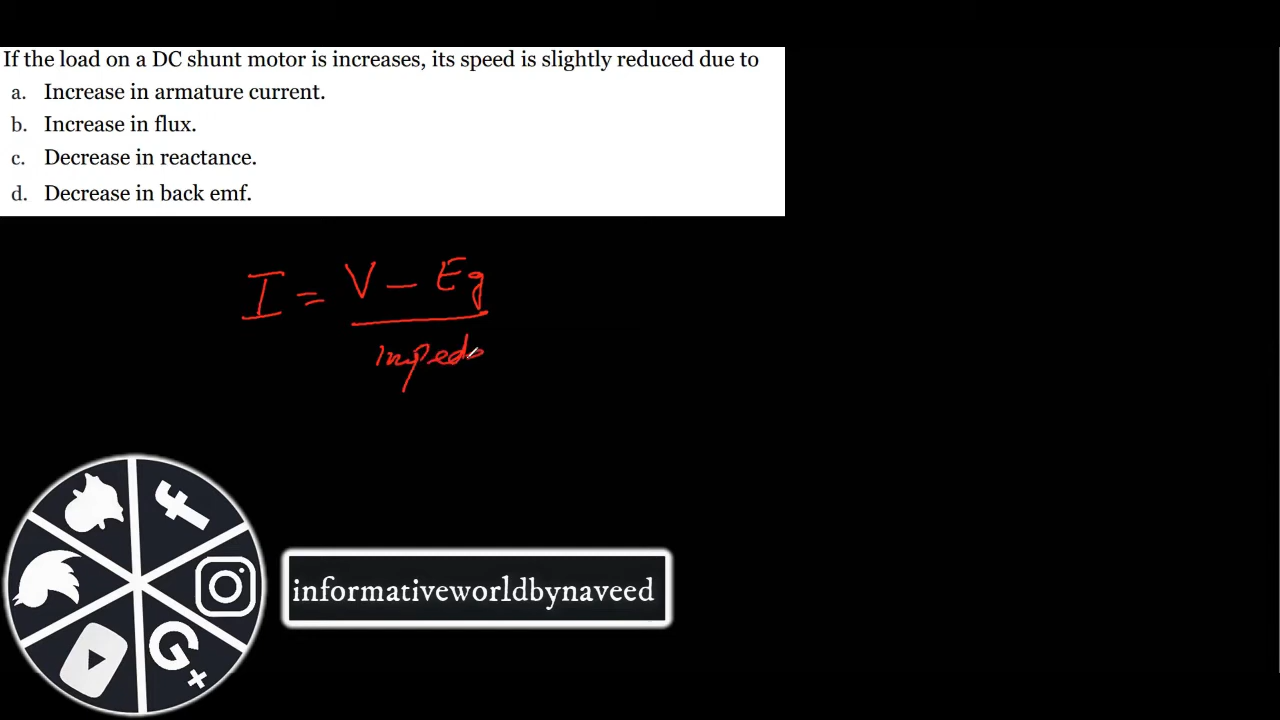 If the load on a DC shunt motor is increases, its speed is slightly reduced due to
a. Increase in armature current.
b. Increase in flux.
c. Decrease in reactance.
d. Decrease in back emf.
I = V - Eg
imped
informativeworldbynaveed